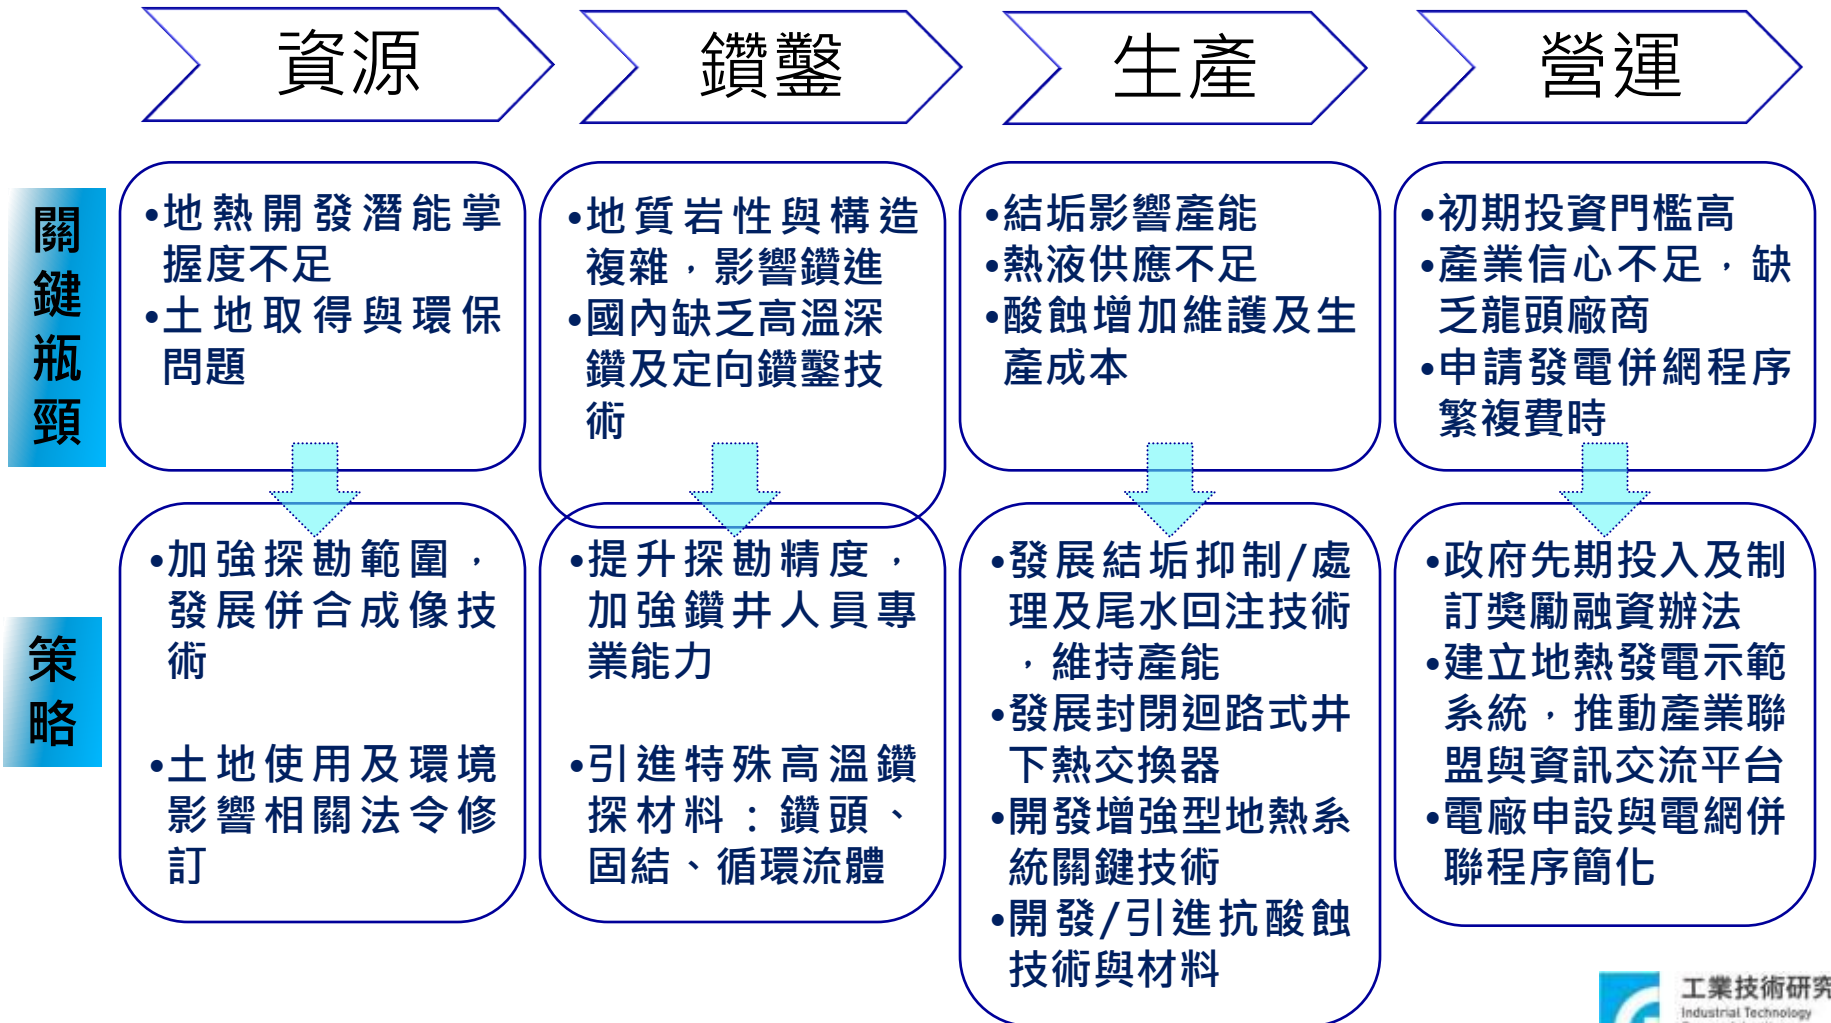 資源
鑽鑿
生產
營運
關
鍵
瓶
頸
•地熱開發潛能掌
握度不足
•土地取得與環保
問題
•地質岩性與構造
複雜，影響鑽進
•國內缺乏高溫深
鑽及定向鑽鑿技
術
•結垢影響產能
•熱液供應不足
•酸蝕增加維護及生
產成本
•初期投資門檻高
•產業信心不足，缺
乏龍頭廠商
•申請發電併網程序
繁複費時
策
略
•加強探勘範圍，
發展併合成像技
術
•土地使用及環境
影響相關法令修
訂
•提升探勘精度，
加強鑽井人員專
業能力
•引進特殊高溫鑽
探材料：鑽頭、
固結、循環流體
•發展結垢抑制/處
理及尾水回注技術
，維持產能
•發展封閉迴路式井
下熱交換器
•開發增強型地熱系
統關鍵技術
•開發/引進抗酸蝕
技術與材料
•政府先期投入及制
訂獎勵融資辦法
•建立地熱發電示範
系統，推動產業聯
盟與資訊交流平台
•電廠申設與電網併
聯程序簡化
工業技術研究
Industrial Technology